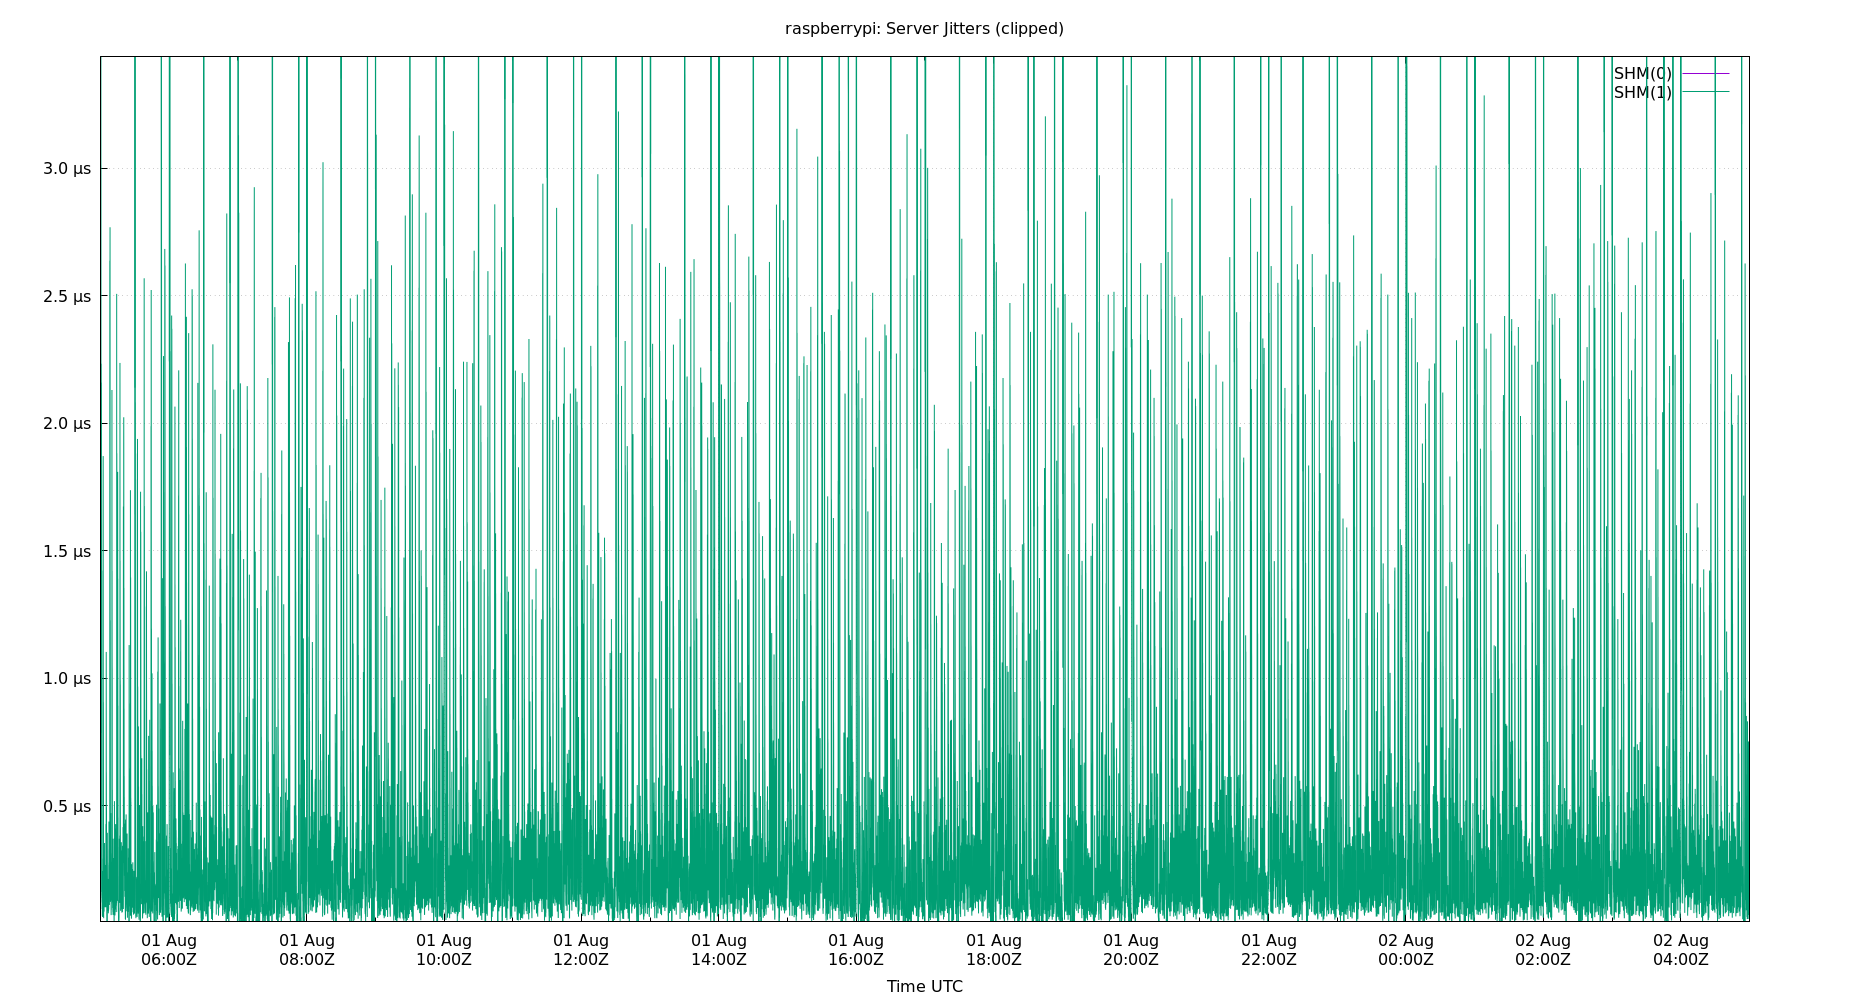 raspberrypi: Server Jitters (clipped)
SHM(0)
SHM(1)
3.0 µs
2.5 µs
2.0 µs
1.5 µs
1.0 µs
0.5 µs
01 Aug 01 Aug 01 Aug 01 Aug 01 Aug 01 Aug 01 Aug 01 Aug 01 Aug 02 Aug 02 Aug 02 Aug
06:00Z 08:00Z 10:00Z 12:00Z 14:00Z 16:00Z 18:00Z 20:00Z 22:00Z 00:00Z 02:00Z 04:00Z
Time UTC